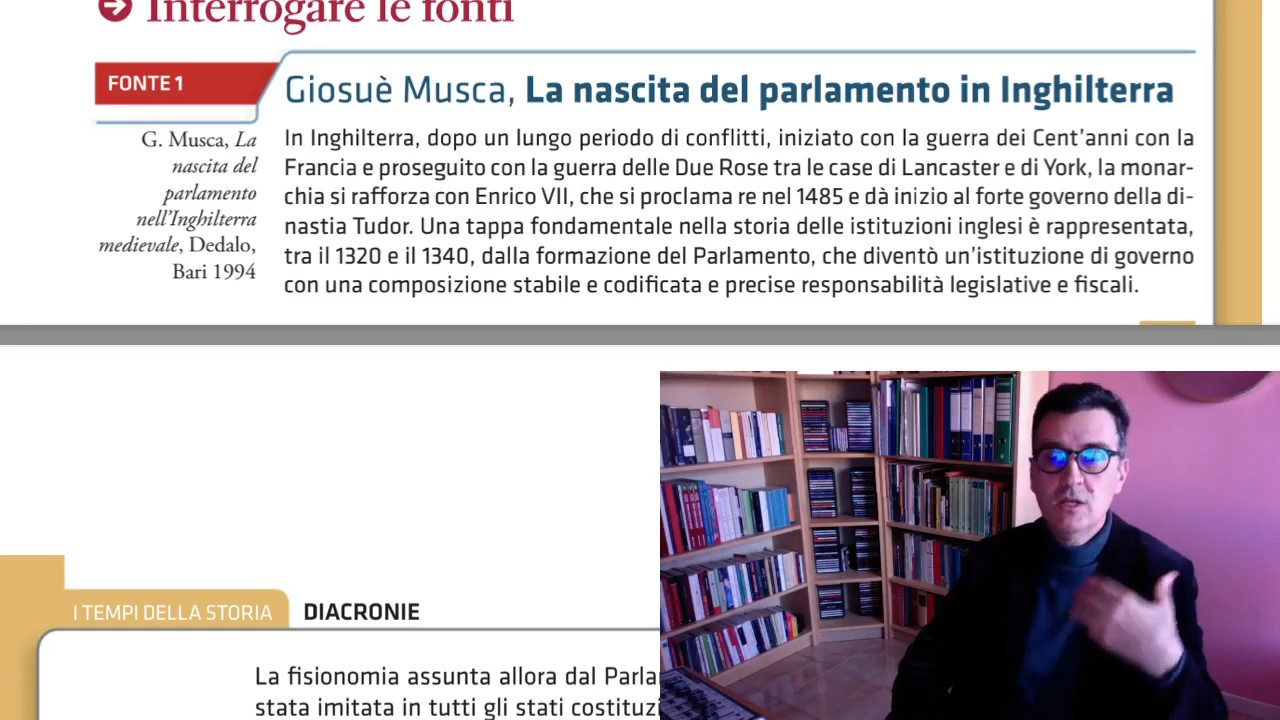 Interrogare le fonti
FONTE 1
Giosuè Musca, La nascita del parlamento in Inghilterra
G. Musca, La
nascita del
parlamento
nell'Inghilterra
medievale, Dedalo,
Bari 1994
In Inghilterra, dopo un lungo periodo di conflitti, iniziato con la guerra dei Cent'anni con la
Francia e proseguito con la guerra delle Due Rose tra le case di Lancaster e di York, la monar-
chia si rafforza con Enrico VII, che si proclama re nel 1485 e dà inizio al forte governo della di-
nastia Tudor. Una tappa fondamentale nella storia delle istituzioni inglesi è rappresentata,
tra il 1320 e il 1340, dalla formazione del Parlamento, che diventò un'istituzione di governo
con una composizione stabile e codificata e precise responsabilità legislative e fiscali.
I TEMPI DELLA STORIA
DIACRONIE
La fisionomia assunta allora dal Parla
stata imitata in tutti gli stati costituzi